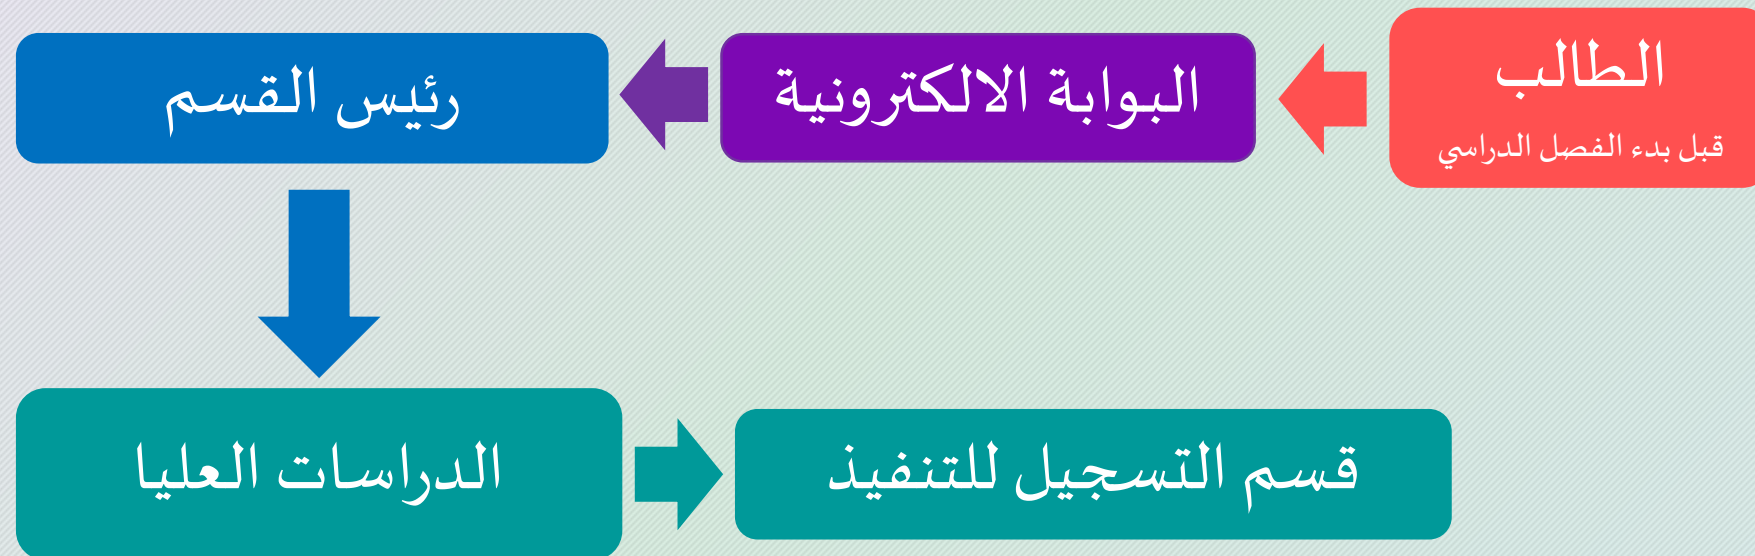 الطالب
قبل بدء الفصل الدراسي
البوابة الالكترونية
رئيس القسم
الدراسات العليا
قسم التسجيل للتنفيذ